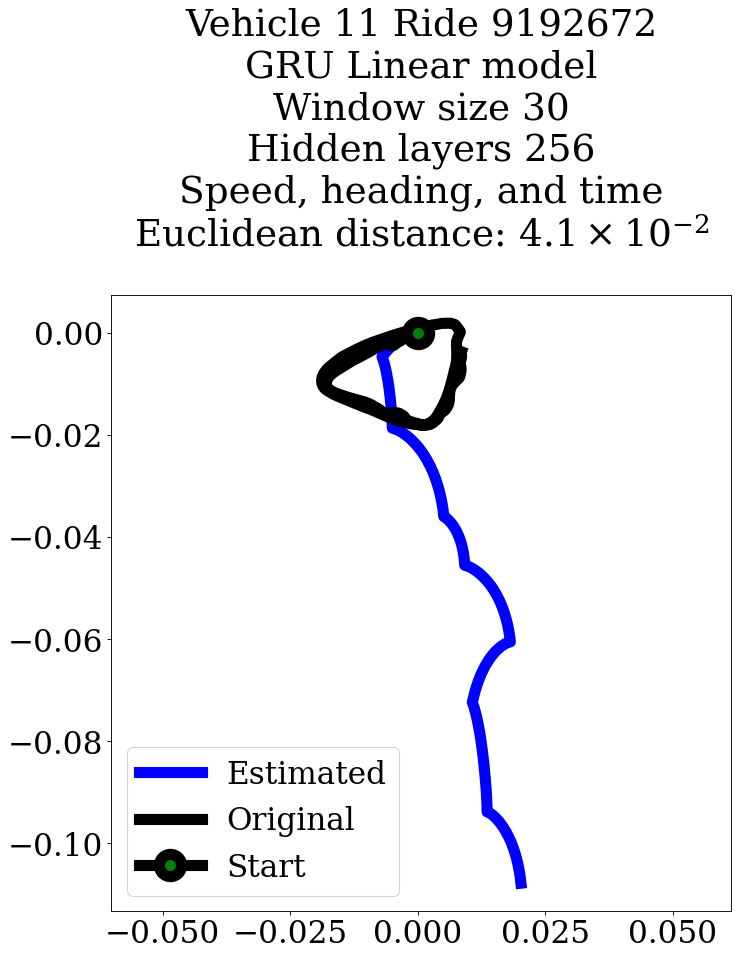 Vehicle 11 Ride 9192672
GRU Linear model
Window size 30
Hidden layers 256
Speed, heading, and time
Euclidean distance: 4.1 × 10⁻²
0.00
−0.02
−0.04
−0.06
−0.08
−0.10
Estimated
Original
Start
−0.050 −0.025 0.000 0.025 0.050